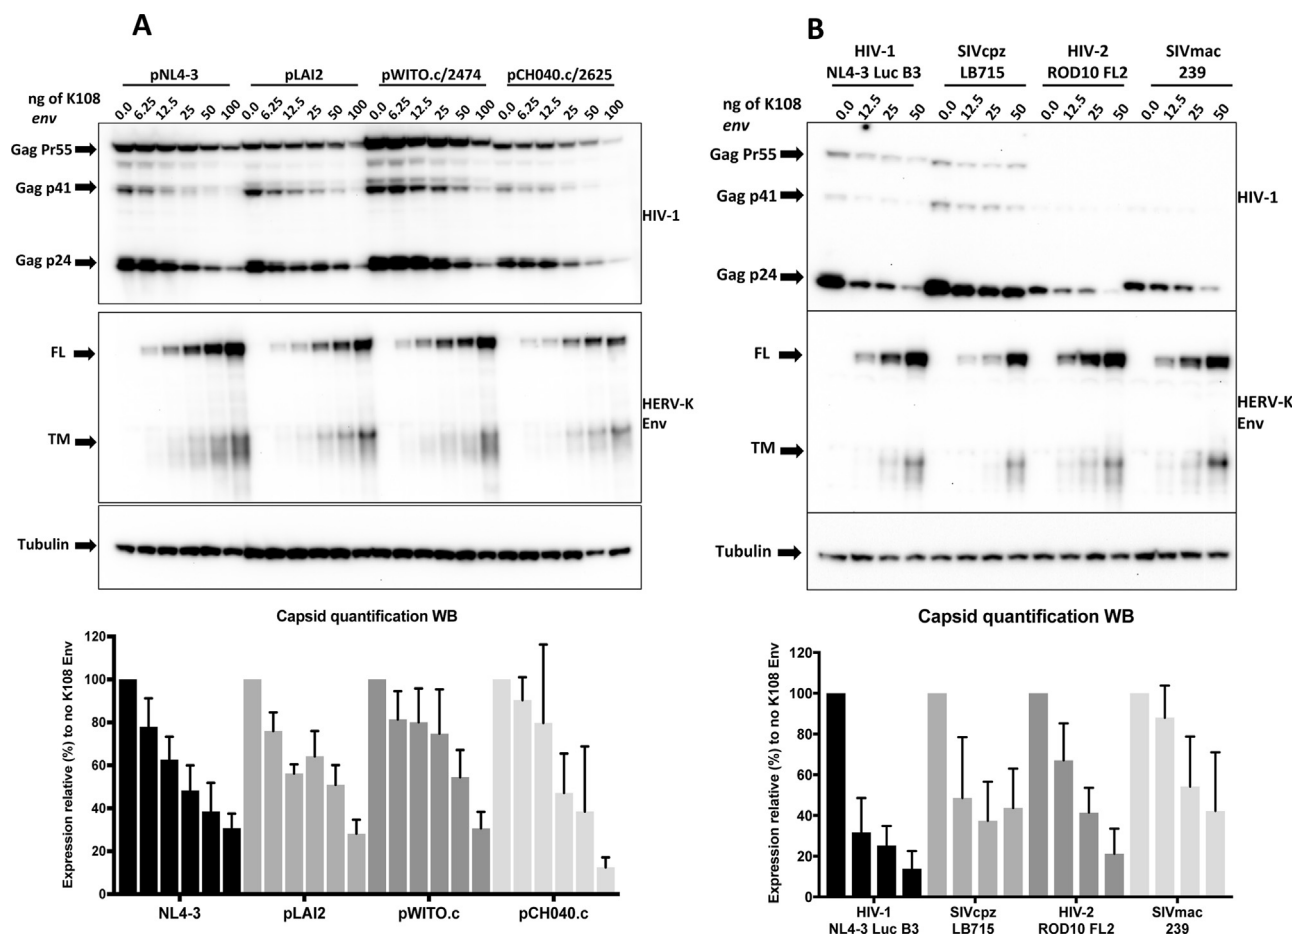 A
pNL4-3 pLAI2 pWITO.c/2474 pCH040.c/2625
ng of K108 env
0.0 6.25 12.5 25 50 100 0.0 6.25 12.5 25 50 100 0.0 6.25 12.5 25 50 100 0.0 6.25 12.5 25 50 100
Gag Pr55
Gag p41
Gag p24
HIV-1
FL
TM
HERV-K
Env
Tubulin
Capsid quantification WB
Expression relative (%) to no K108 Env
120
100
80
60
40
20
0
NL4-3 pLAI2 pWITO.c pCH040.c
B
HIV-1 SIVcpz HIV-2 SIVmac
NL4-3 Luc B3 LB715 ROD10 FL2 239
ng of K108
env
0.0 12.5 25 50 0.0 12.5 25 50 0.0 12.5 25 50 0.0 12.5 25 50
Gag Pr55
Gag p41
Gag p24
HIV-1
FL
TM
HERV-K
Env
Tubulin
Capsid quantification WB
Expression relative (%) to no K108 Env
120
100
80
60
40
20
0
HIV-1 SIVcpz HIV-2 SIVmac
NL4-3 Luc B3 LB715 ROD10 FL2 239